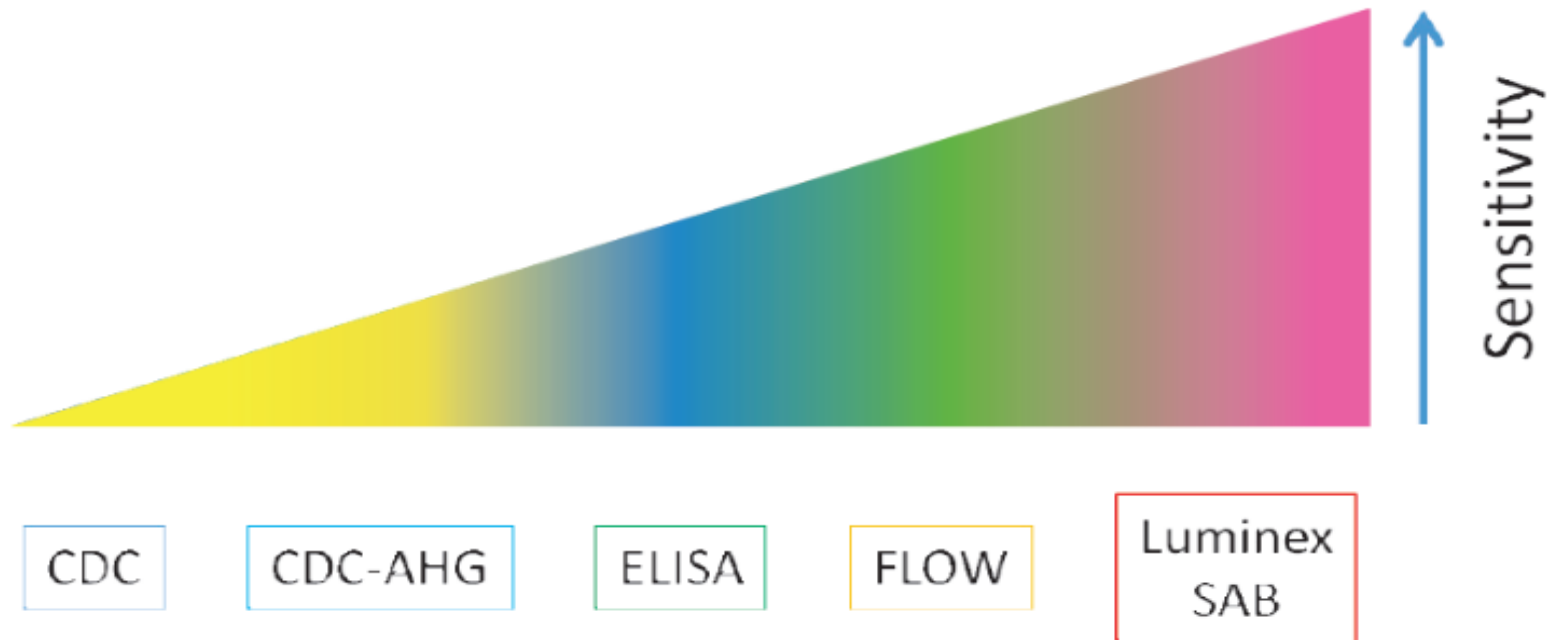 Sensitivity
CDC
CDC-AHG
ELISA
FLOW
Luminex
SAB